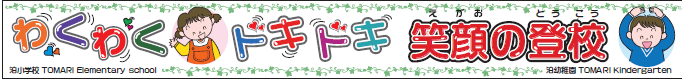 わくわく ドキドキ 笑顔の登校
えがお とうこう
泊小学校 TOMARI Elementary school
泊幼稚園 TOMARI Kindergarten